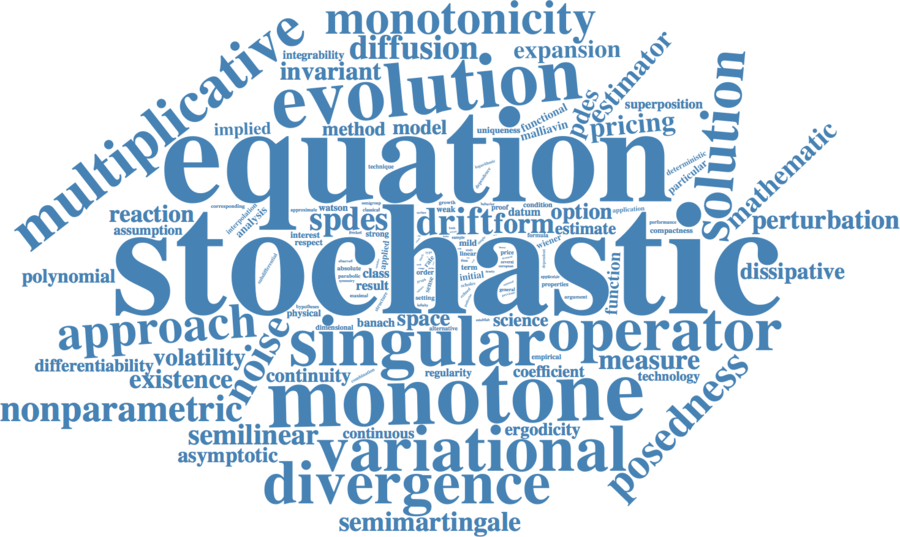 monotonicity
multiplicative
integrability
diffusion
expansion
estimator
invariant
evolution
pdes
superposition
solution
implied
method
model
uniqueness
functional
malliavin
pricing
equation
technique
deterministic
particular
mathematic
reaction
assumption
corresponding
interpolation
analysis
approximate
watson
classical
spdes
interest
respect
strong
growth
weak
proof
condition
datum
drift
form
option
application
estimate
formula
wiener
performance
compactness
perturbation
stochastic
polynomial
absolute
parabolic
class
result
maximal
applied
rate
order
sense
setting
mild
linear
term
initial
price
general
properties
argument
function
dissipative
hypotheses
physical
approach
noise
dimensional
banach
space
alternative
science
operator
singular
differentiability
volatility
existence
continuity
regularity
empirical
coefficient
measure
technology
nonparametric
monotone
posedness
semilinear
continuous
ergodicity
asymptotic
variational
divergence
semimartingale